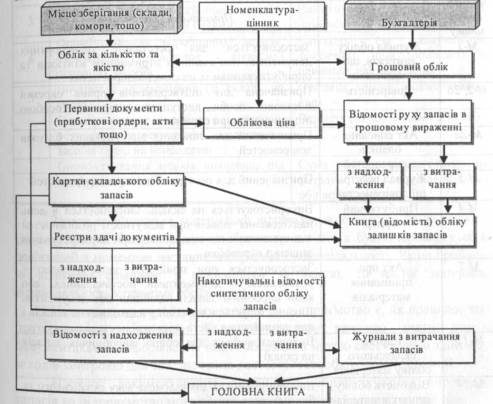 Місце зберігання (склади,
комори, тощо)
Номенклатура-
цінник
Бухгалтерія
Облік за кількістю та
якістю
Грошовий облік
Первинні документи
(прибуткові ордери, акти
тощо)
Облікова ціна
Відомості руху запасів в
грошовому вираженні
з надход-
ження
з витра-
чання
Картки складського обліку
запасів
Книга (відомість) обліку
залишків запасів
Реєстри здачі документів
з надход-
ження
з витра-
чання
Накопичувальні відомості
синтетичного обліку
запасів
з надход-
ження
з витра-
чання
Відомості з надходження
запасів
Журнали з витрачання
запасів
ГОЛОВНА КНИГА